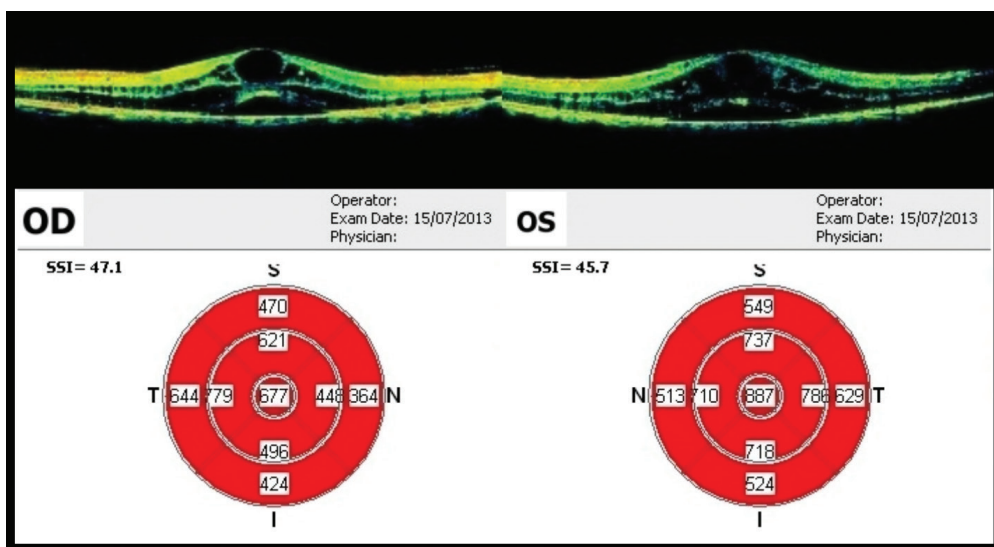 OD
Operator:
Exam Date: 15/07/2013
Physician:
OS
Operator:
Exam Date: 15/07/2013
Physician:
SSI= 47.1
S
470
621
T 644 779 677 448 364 N
496
424
I
SSI= 45.7
S
549
737
N 513 710 887 786 629 T
718
524
I